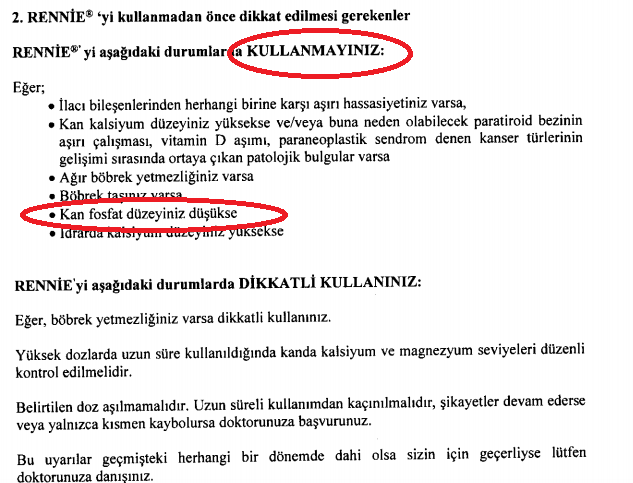 2. RENNİE® ‘yi kullanmadan önce dikkat edilmesi gerekenler
RENNİE®’ yi aşağıdaki durumlarda KULLANMAYINIZ:
Eğer;
• İlacı bileşenlerinden herhangi birine karşı aşırı hassasiyetiniz varsa,
• Kan kalsiyum düzeyiniz yüksekse ve/veya buna neden olabilecek paratiroid bezinin
aşırı çalışması, vitamin D aşımı, paraneoplastik sendrom denen kanser türlerinin
gelişimi sırasında ortaya çıkan patolojik bulgular varsa
• Ağır böbrek yetmezliğiniz varsa
• Böbrek taşınız varsa
• Kan fosfat düzeyiniz düşükse
• İdrarda kalsiyum düzeyiniz yüksekse
RENNİE'yi aşağıdaki durumlarda DİKKATLİ KULLANINIZ:
Eğer, böbrek yetmezliğiniz varsa dikkatli kullanınız.
Yüksek dozlarda uzun süre kullanıldığında kanda kalsiyum ve magnezyum seviyeleri düzenli
kontrol edilmelidir.
Belirtilen doz aşılmamalıdır. Uzun süreli kullanımdan kaçınılmalıdır, şikayetler devam ederse
veya yalnızca kısmen kaybolursa doktorunuza başvurunuz.
Bu uyarılar geçmişteki herhangi bir dönemde dahi olsa sizin için geçerliyse lütfen
doktorunuza danışınız.